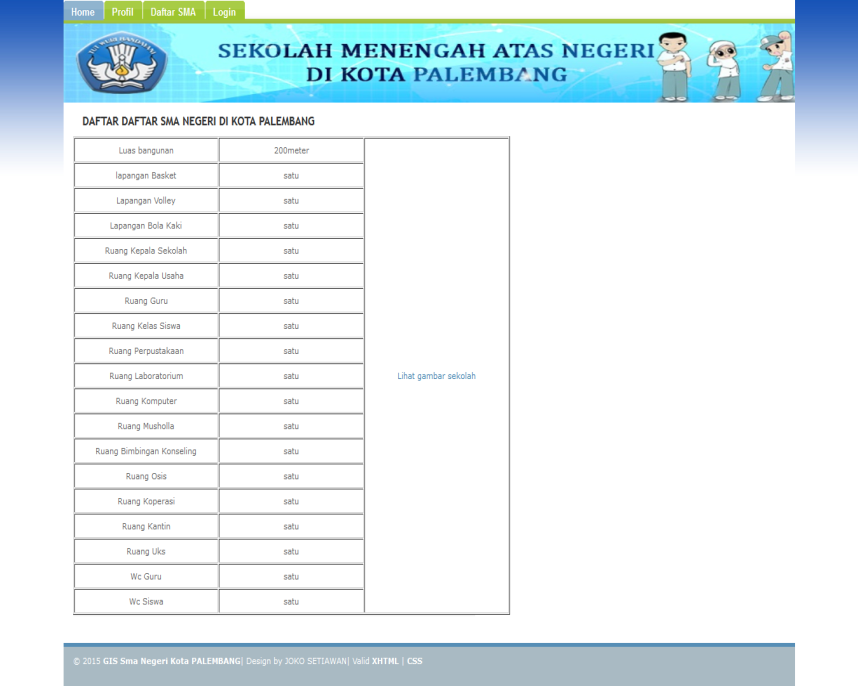 Home Profil Daftar SMA Login
SEKOLAH MENENGAH ATAS NEGERI
DI KOTA PALEMBANG
DAFTAR DAFTAR SMA NEGERI DI KOTA PALEMBANG
Luas bangunan 200meter
lapangan Basket satu
Lapangan Volley satu
Lapangan Bola Kaki satu
Ruang Kepala Sekolah satu
Ruang Kepala Usaha satu
Ruang Guru satu
Ruang Kelas Siswa satu
Ruang Perpustakaan satu
Ruang Laboratorium satu Lihat gambar sekolah
Ruang Komputer satu
Ruang Musholla satu
Ruang Bimbingan Konseling satu
Ruang Osis satu
Ruang Koperasi satu
Ruang Kantin satu
Ruang Uks satu
Wc Guru satu
Wc Siswa satu
© 2015 GIS Sma Negeri Kota PALEMBANG| Design by JOKO SETIAWAN| Valid XHTML | CSS